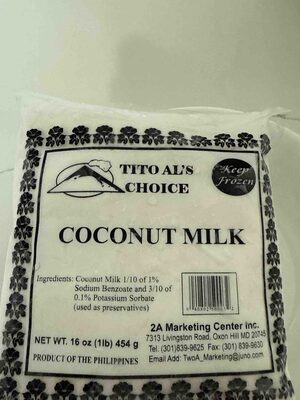 TITO AL'S
CHOICE
Keep
Frozen
COCONUT MILK
Ingredients: Coconut Milk 1/10 of 1%
Sodium Benzoate and 3/10 of
0.1% Potassium Sorbate
(used as preservatives)
NET WT. 16 oz (1lb) 454 g
PRODUCT OF THE PHILIPPINES
2A Marketing Center inc.
7313 Livingston Road, Oxon Hill MD 20745
Tel. (301)839-9625 Fax: (301) 839-9630
Email Add: TwoA_Marketing@juno.com